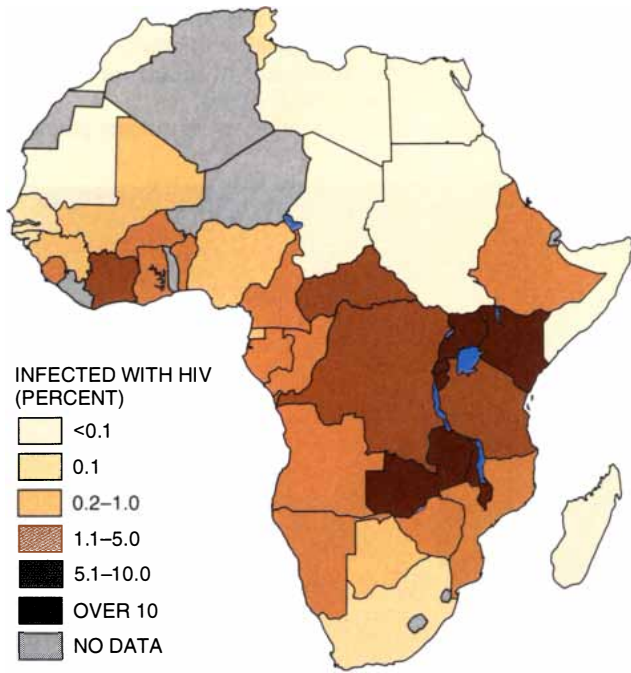 INFECTED WITH HIV
(PERCENT)
<0.1
0.1
0.2–1.0
1.1–5.0
5.1–10.0
OVER 10
NO DATA